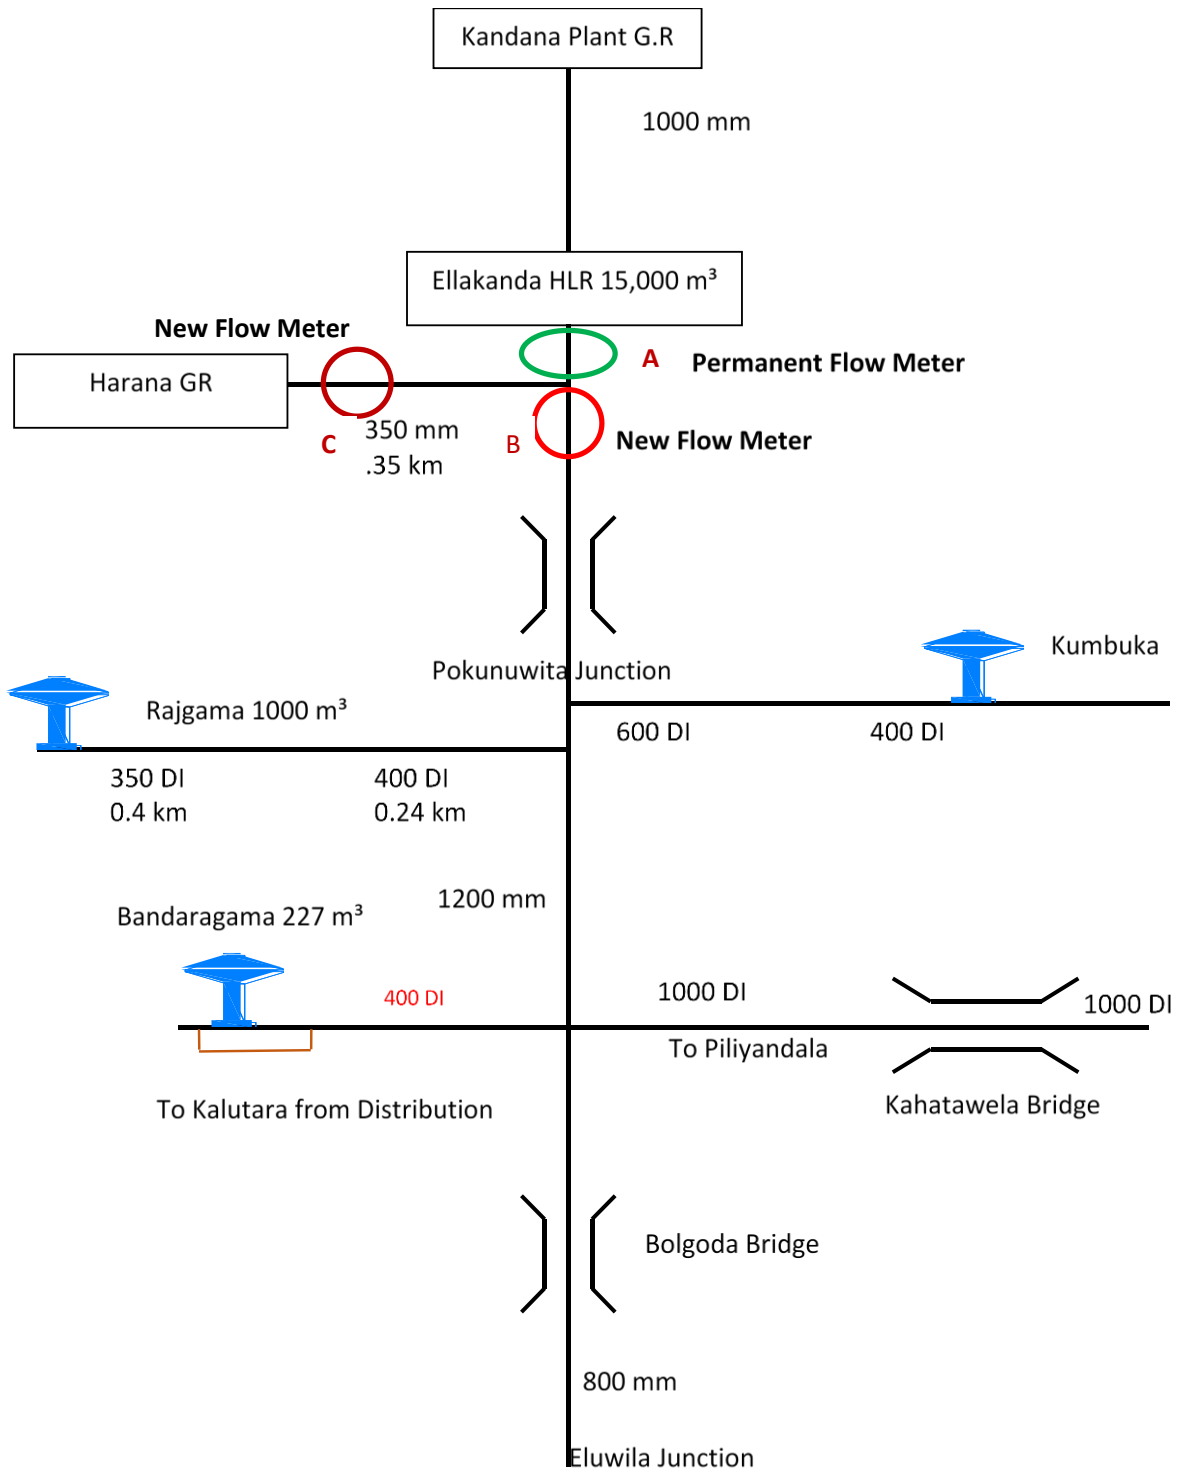 Kandana Plant G.R
1000 mm
Ellakanda HLR 15,000 m³
New Flow Meter
A
Permanent Flow Meter
Harana GR
C
350 mm
.35 km
B
New Flow Meter
Pokunuwita Junction
Kumbuka
Rajgama 1000 m³
600 DI
400 DI
350 DI
0.4 km
400 DI
0.24 km
1200 mm
Bandaragama 227 m³
400 DI
1000 DI
1000 DI
To Piliyandala
To Kalutara from Distribution
Kahatawela Bridge
Bolgoda Bridge
800 mm
Eluwila Junction